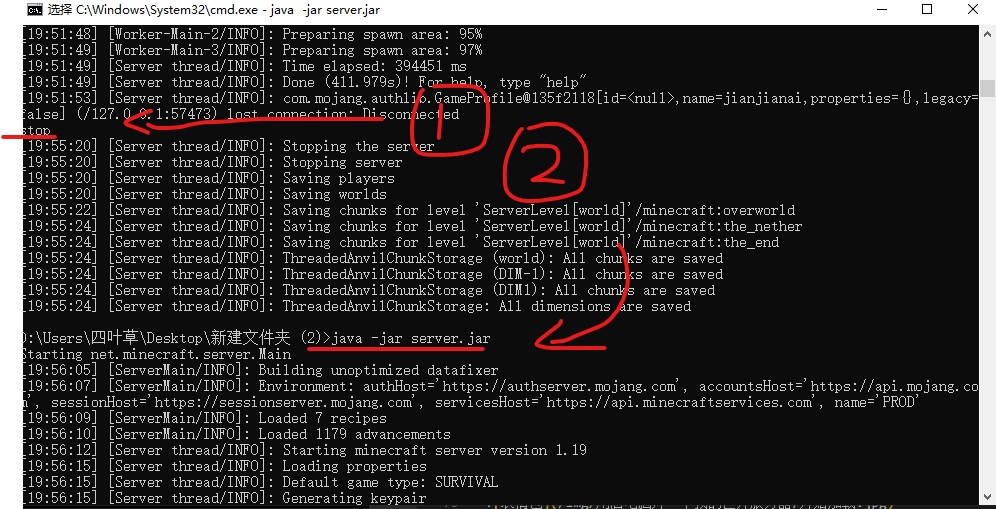 选择 C:\Windows\System32\cmd.exe - java -jar server.jar
[19:51:48] [Worker-Main-2/INFO]: Preparing spawn area: 95%
[19:51:49] [Worker-Main-3/INFO]: Preparing spawn area: 97%
[19:51:49] [Server thread/INFO]: Time elapsed: 394451 ms
[19:51:49] [Server thread/INFO]: Done (411.979s)! For help, type "help"
[19:51:53] [Server thread/INFO]: com.mojang.authlib.GameProfile@135f2118[id=<null>,name=jianjianai,properties={},legacy=
false] (/127.0.0.1:57473) lost connection: Disconnected
1
stop
[19:55:20] [Server thread/INFO]: Stopping the server
[19:55:20] [Server thread/INFO]: Stopping server
2
[19:55:20] [Server thread/INFO]: Saving players
[19:55:20] [Server thread/INFO]: Saving worlds
[19:55:22] [Server thread/INFO]: Saving chunks for level 'ServerLevel[world]'/minecraft:overworld
[19:55:24] [Server thread/INFO]: Saving chunks for level 'ServerLevel[world]'/minecraft:the_nether
[19:55:24] [Server thread/INFO]: Saving chunks for level 'ServerLevel[world]'/minecraft:the_end
[19:55:24] [Server thread/INFO]: ThreadedAnvilChunkStorage (world): All chunks are saved
[19:55:24] [Server thread/INFO]: ThreadedAnvilChunkStorage (DIM-1): All chunks are saved
[19:55:24] [Server thread/INFO]: ThreadedAnvilChunkStorage (DIM1): All chunks are saved
[19:55:24] [Server thread/INFO]: ThreadedAnvilChunkStorage: All dimensions are saved
D:\Users\四叶草\Desktop\新建文件夹 (2)>java -jar server.jar
Starting net.minecraft.server.Main
[19:56:05] [ServerMain/INFO]: Building unoptimized datafixer
[19:56:07] [ServerMain/INFO]: Environment: authHost='https://authserver.mojang.com', accountsHost='https://api.mojang.co
m', sessionHost='https://sessionserver.mojang.com', servicesHost='https://api.minecraftservices.com', name='PROD'
[19:56:09] [ServerMain/INFO]: Loaded 7 recipes
[19:56:10] [ServerMain/INFO]: Loaded 1179 advancements
[19:56:12] [Server thread/INFO]: Starting minecraft server version 1.19
[19:56:15] [Server thread/INFO]: Loading properties
[19:56:15] [Server thread/INFO]: Default game type: SURVIVAL
[19:56:15] [Server thread/INFO]: Generating keypair